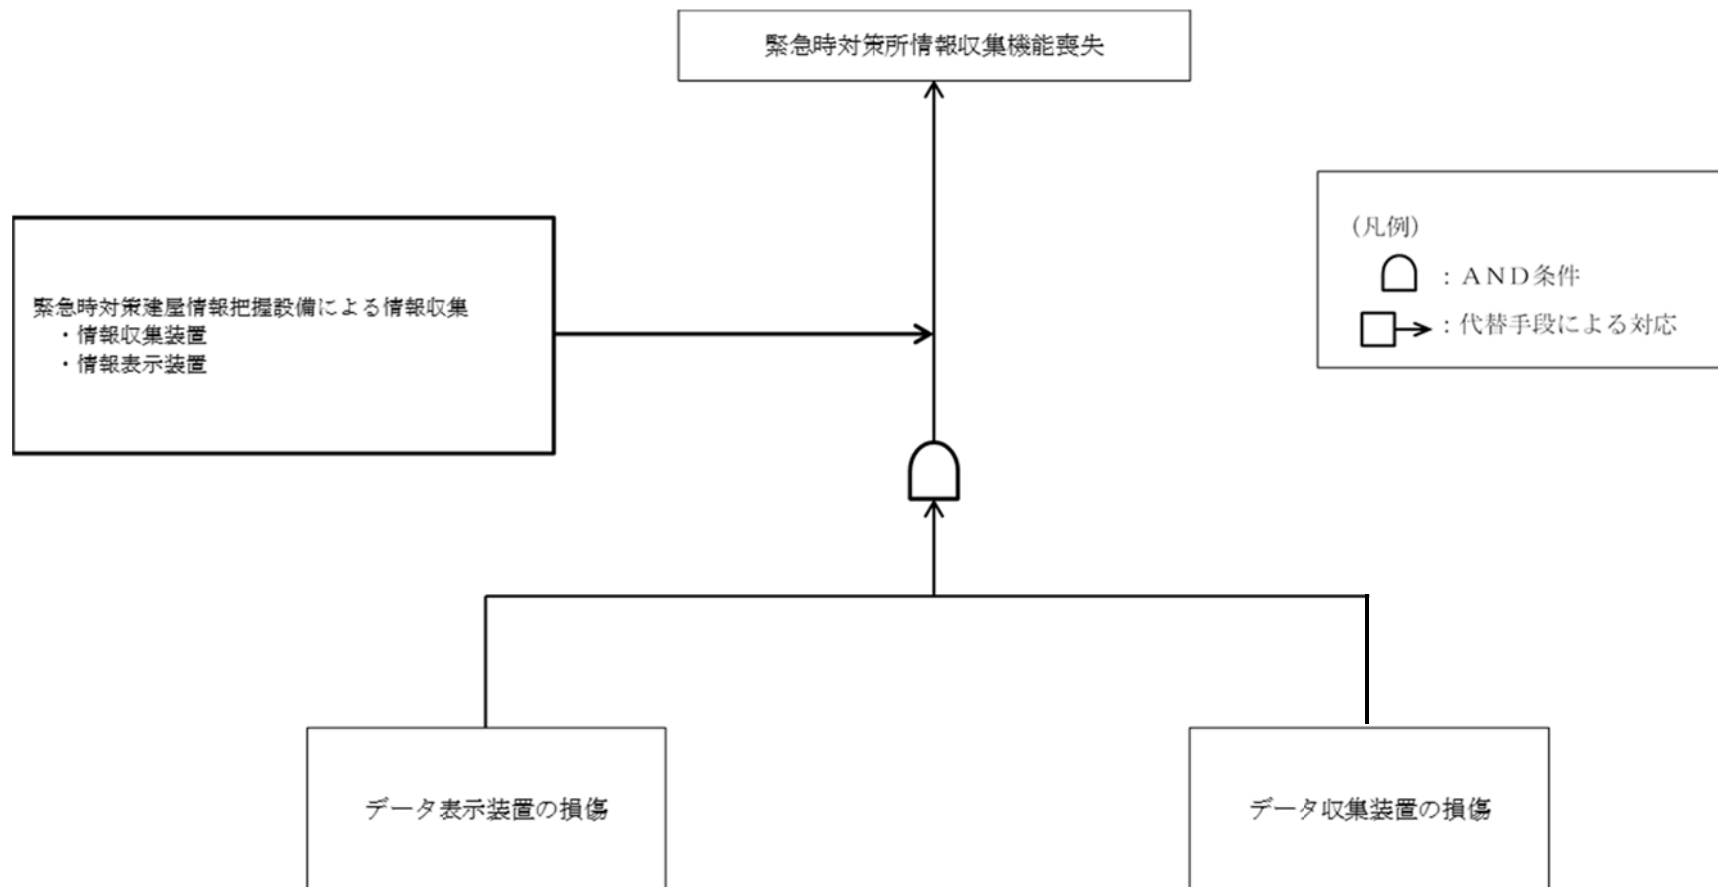 緊急時対策所情報収集機能喪失
緊急時対策建屋情報把握設備による情報収集
・情報収集装置
・情報表示装置
(凡例)
：ＡＮＤ条件
：代替手段による対応
データ表示装置の損傷
データ収集装置の損傷